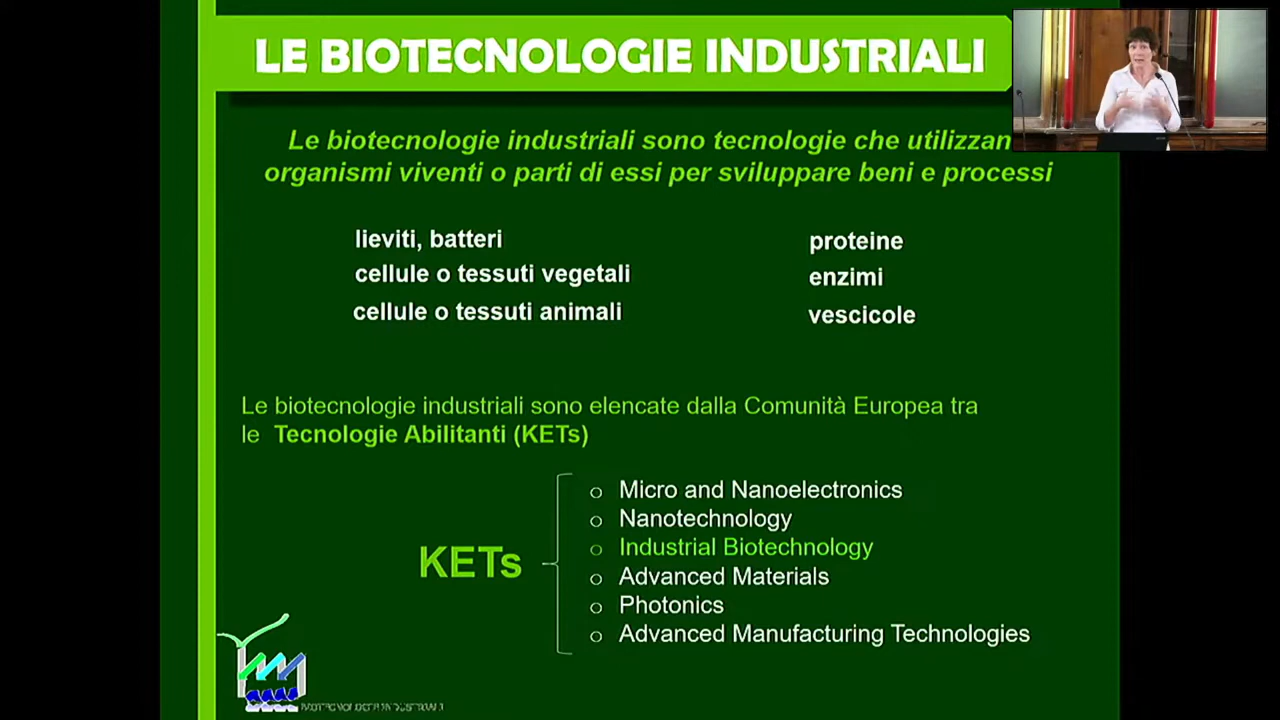 LE BIOTECNOLOGIE INDUSTRIALI
Le biotecnologie industriali sono tecnologie che
organismi viventi o parti di essi per sviluppare beni e processi
lieviti, batteri
cellule o tessuti vegetali
cellule o tessuti animali
proteine
enzimi
vescicole
Le biotecnologie industriali sono elencate dalla Comunità Europea tra
le Tecnologie Abilitanti (KETs)
KETs
o Micro and Nanoelectronics
o Nanotechnology
o Industrial Biotechnology
o Advanced Materials
o Photonics
o Advanced Manufacturing Technologies